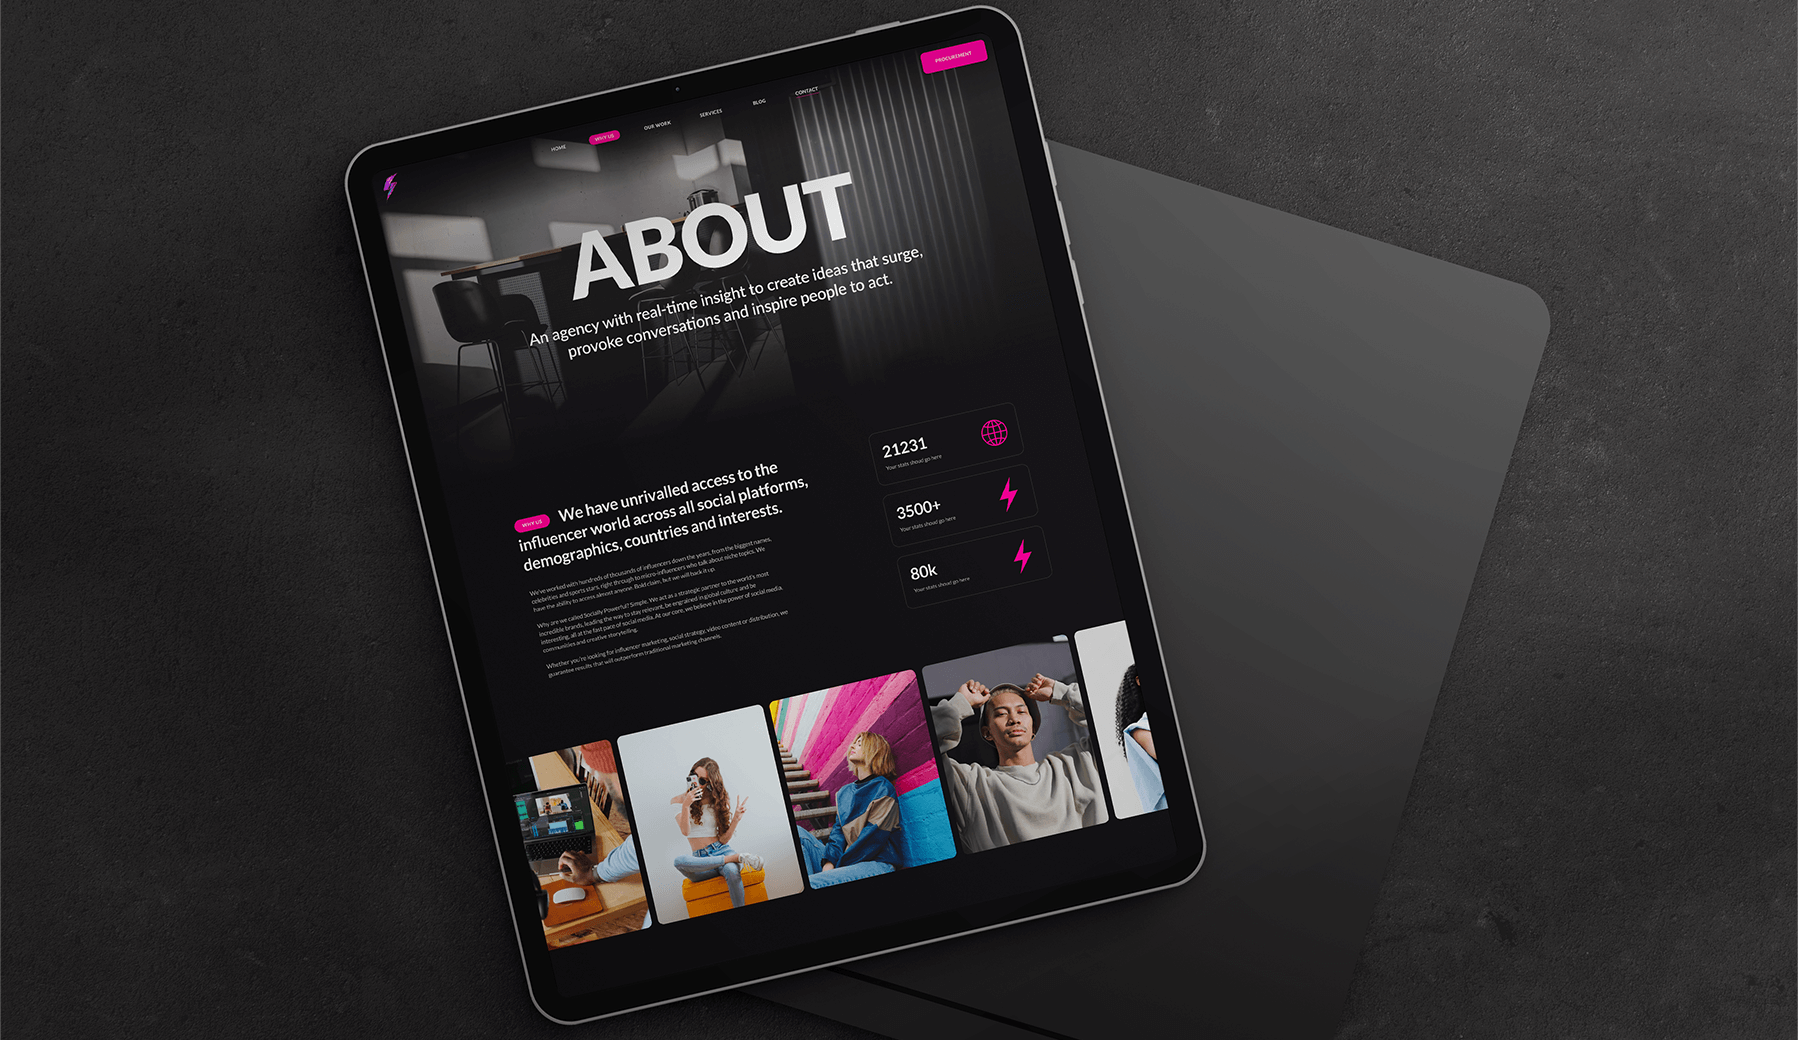 PROCUREMENT
HOME
WHY US
OUR WORK
SERVICES
BLOG
CONTACT
ABOUT
An agency with real-time insight to create ideas that surge,
provoke conversations and inspire people to act.
WHY US
We have unrivalled access to the
influencer world across all social platforms,
demographics, countries and interests.
We've worked with hundreds of thousands of influencers down the years, from the biggest names,
celebrities and sports stars, right through to micro-influencers who talk about niche topics. We
have the ability to access almost anyone. Bold claim, but we will back it up.
Why are we called Socially Powerful? Simple. We act as a strategic partner to the world's most
incredible brands, leading the way to stay relevant, be engrained in global culture and be
interesting, all at the fast pace of social media. At our core, we believe in the power of social media,
communities and creative storytelling.
Whether you're looking for influencer marketing, social strategy, video content or distribution, we
guarantee results that will outperform traditional marketing channels.
21231
Your stats shoud go here
3500+
Your stats shoud go here
80k
Your stats shoud go here